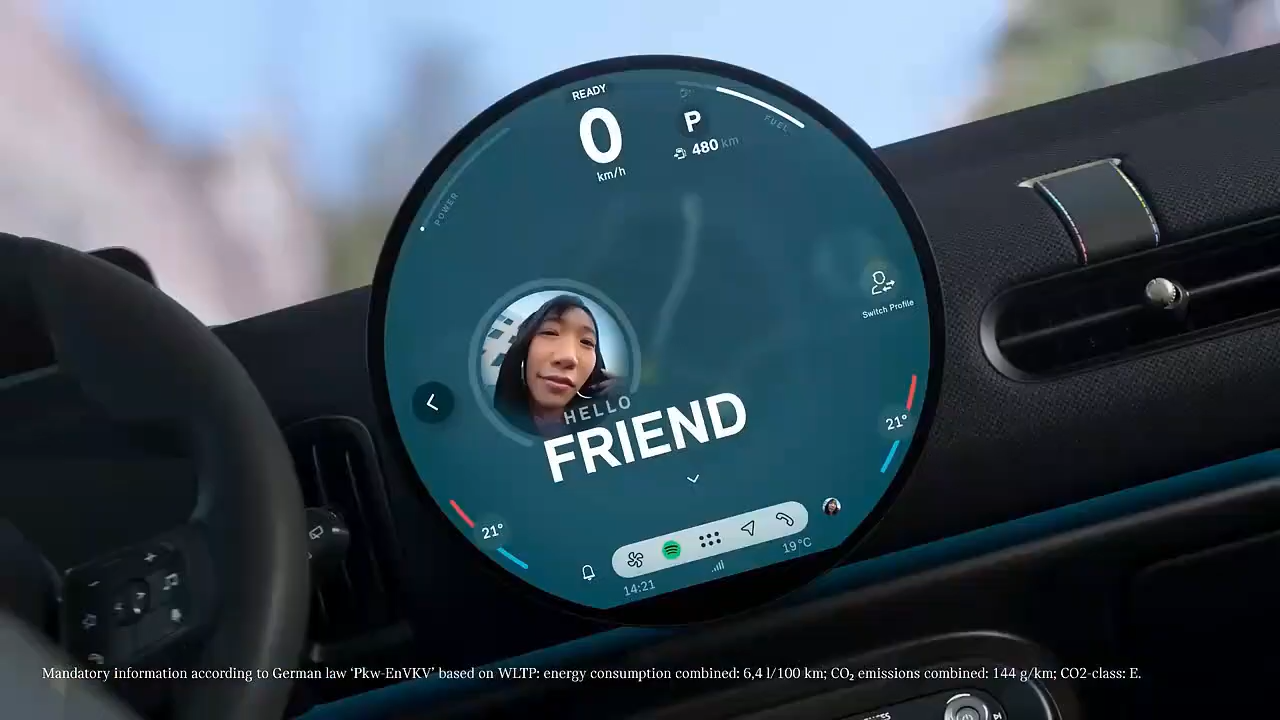 READY
0
km/h
P
480 km
FUEL
POWER
Switch Profile
HELLO
FRIEND
21°
21°
14:21
19°C
Mandatory information according to German law ‘Pkw-EnVKV’ based on WLTP: energy consumption combined: 6,4 l/100 km; CO₂ emissions combined: 144 g/km; CO2-class: E.